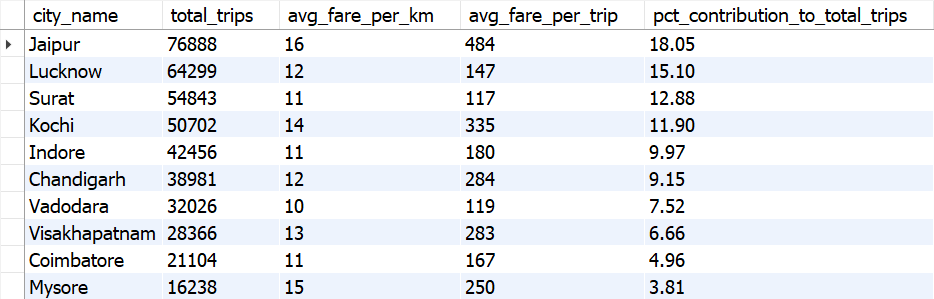 city_name total_trips avg_fare_per_km avg_fare_per_trip pct_contribution_to_total_trips
Jaipur 76888 16 484 18.05
Lucknow 64299 12 147 15.10
Surat 54843 11 117 12.88
Kochi 50702 14 335 11.90
Indore 42456 11 180 9.97
Chandigarh 38981 12 284 9.15
Vadodara 32026 10 119 7.52
Visakhapatnam 28366 13 283 6.66
Coimbatore 21104 11 167 4.96
Mysore 16238 15 250 3.81